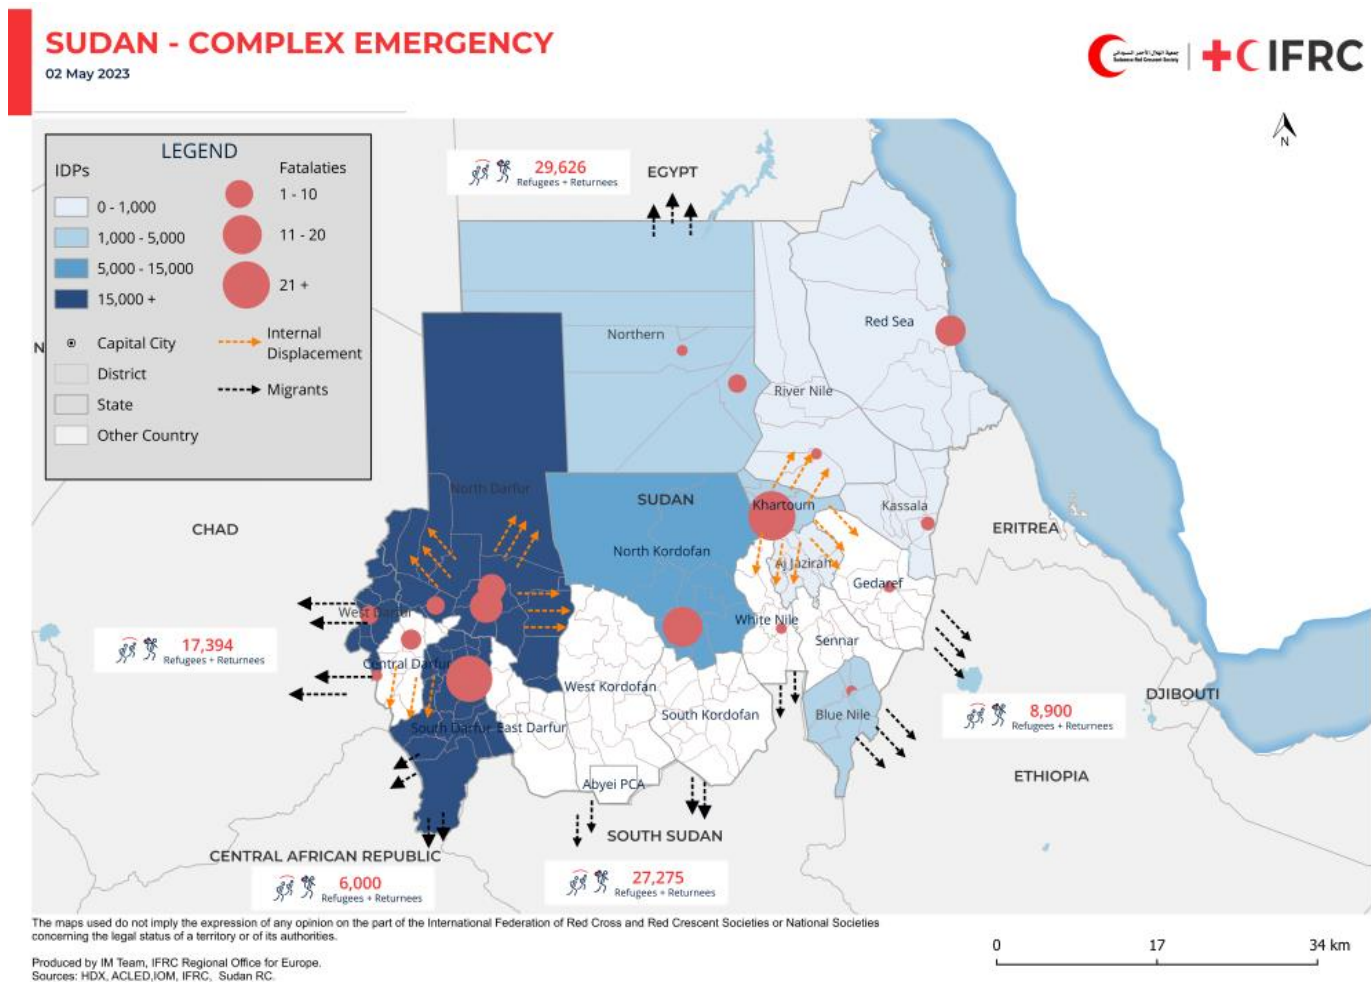 SUDAN - COMPLEX EMERGENCY
02 May 2023
IFRC
LEGEND
IDPs
0 - 1,000
1,000 - 5,000
5,000 - 15,000
15,000 +
Capital City
District
State
Other Country
Fatalaties
1 - 10
11 - 20
21 +
Internal
Displacement
Migrants
N
N
29,626
Refugees + Returnees
EGYPT
Northern
Red Sea
River Nile
North Darfur
SUDAN
Khartoum
Kassala
CHAD
ERITREA
North Kordofan
Aj Jazirah
Gedaref
West Darfur
White Nile
Sennar
17,394
Refugees + Returnees
Central Darfur
West Kordofan
DJIBOUTI
South Kordofan
Blue Nile
8,900
Refugees + Returnees
South Darfur
East Darfur
ETHIOPIA
Abyei PCA
SOUTH SUDAN
CENTRAL AFRICAN REPUBLIC
6,000
Refugees + Returnees
27,275
Refugees + Returnees
The maps used do not imply the expression of any opinion on the part of the International Federation of Red Cross and Red Crescent Societies or National Societies
concerning the legal status of a territory or of its authorities.
Produced by IM Team, IFRC Regional Office for Europe.
Sources: HDX, ACLED,IOM, IFRC, Sudan RC.
0 17 34 km